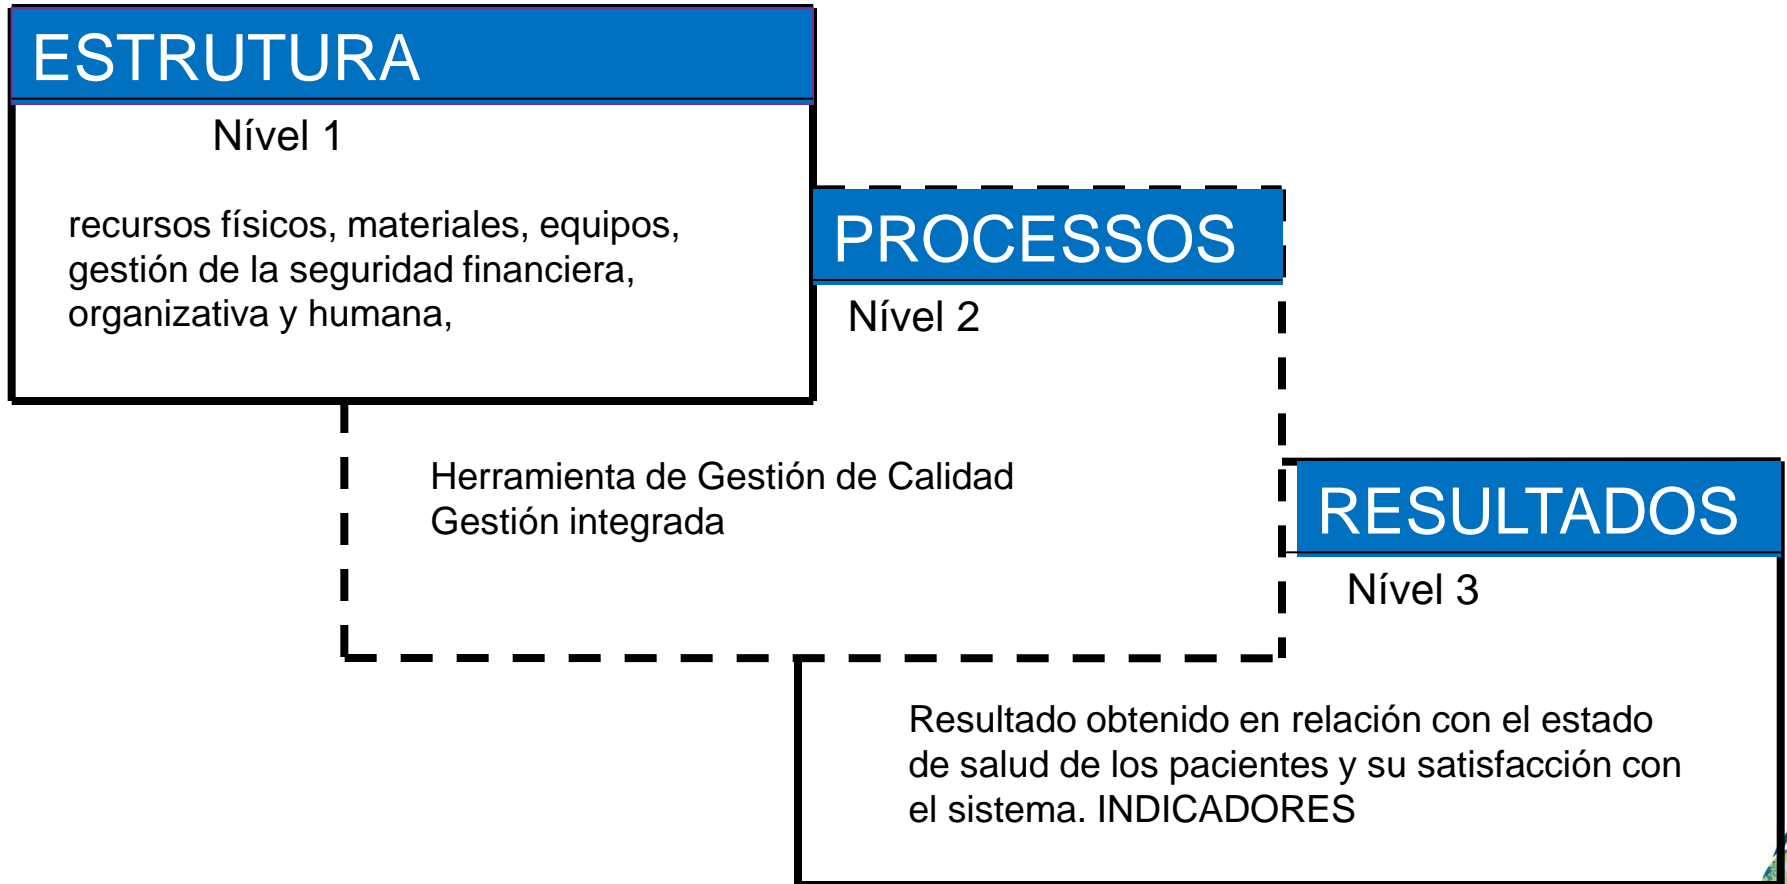 ESTRUTURA
Nível 1
recursos físicos, materiales, equipos,
gestión de la seguridad financiera,
organizativa y humana,
PROCESSOS
Nível 2
Herramienta de Gestión de Calidad
Gestión integrada
RESULTADOS
Nível 3
Resultado obtenido en relación con el estado
de salud de los pacientes y su satisfacción con
el sistema. INDICADORES